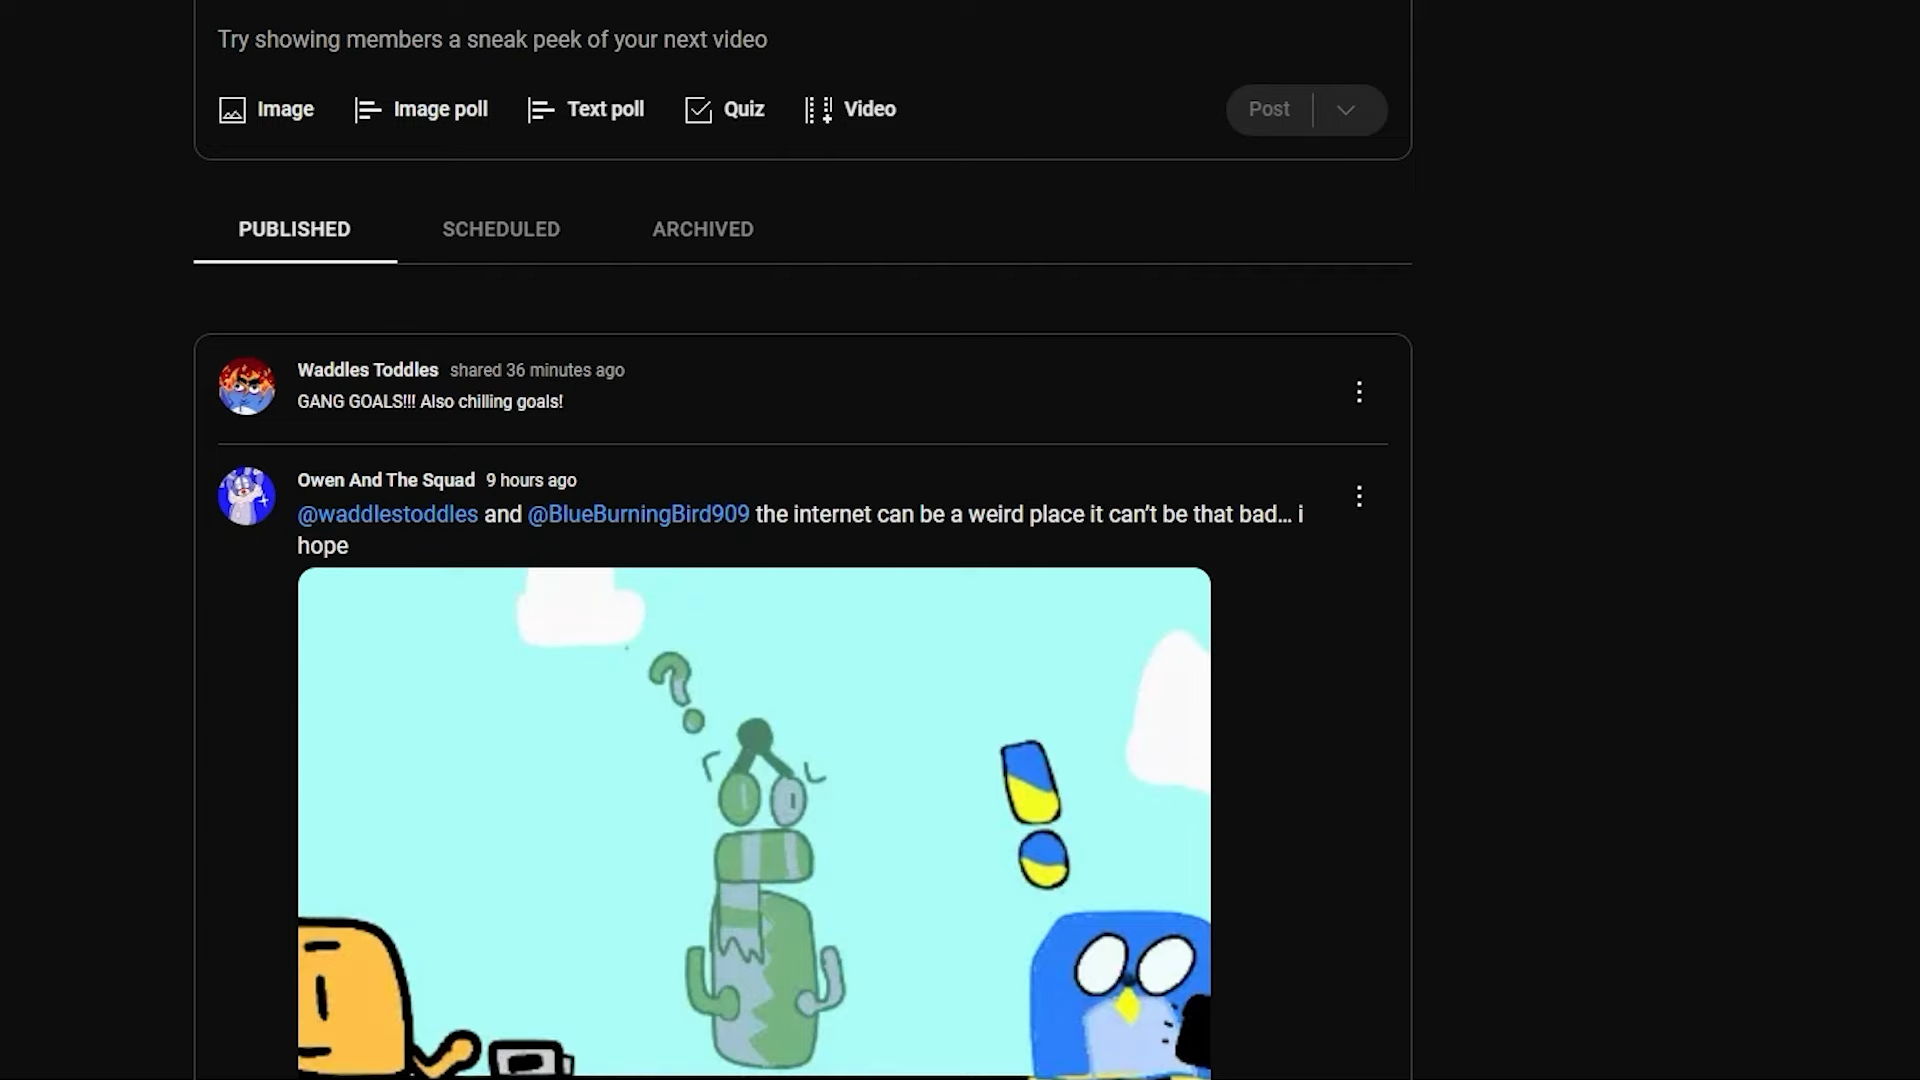 Try showing members a sneak peek of your next video
Image
Image poll
Text poll
Quiz
Video
Post
PUBLISHED
SCHEDULED
ARCHIVED
Waddles Toddles shared 36 minutes ago
GANG GOALS!!! Also chilling goals!
Owen And The Squad 9 hours ago
@waddlestoddles and @BlueBurningBird909 the internet can be a weird place it can’t be that bad... i
hope
?
!